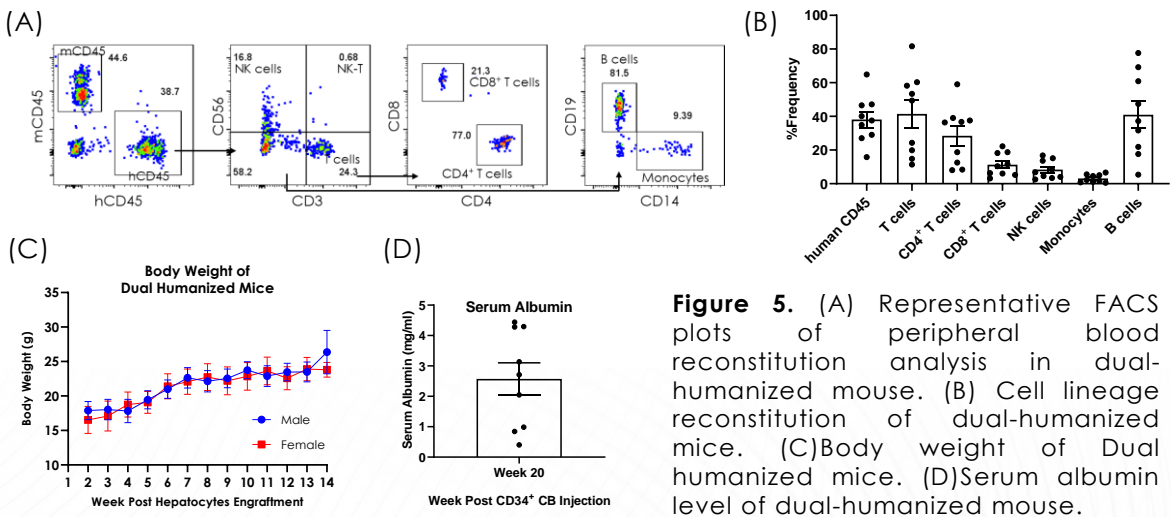 (A)
mCD45
44.6
38.7
hCD45
mCD45
hCD45
16.8
NK cells
0.68
NK-T
T cells
58.2
24.3
CD56
CD3
21.3
CD8⁺ T cells
77.0
CD4⁺ T cells
CD8
CD4
B cells
81.5
9.39
Monocytes
CD19
CD14
(B)
%Frequency
100
80
60
40
20
0
human CD45
T cells
CD4⁺ T cells
CD8⁺ T cells
NK cells
Monocytes
B cells
(C)
Body Weight of
Dual Humanized Mice
Body Weight (g)
35
30
25
20
15
10
Male
Female
1 2 3 4 5 6 7 8 9 10 11 12 13 14
Week Post Hepatocytes Engraftment
(D)
Serum Albumin
Serum Albumin (mg/ml)
5
4
3
2
1
0
Week 20
Week Post CD34⁺ CB Injection
Figure 5. (A) Representative FACS
plots of peripheral blood
reconstitution analysis in dual-
humanized mouse. (B) Cell lineage
reconstitution of dual-humanized
mice. (C)Body weight of Dual
humanized mice. (D)Serum albumin
level of dual-humanized mouse.